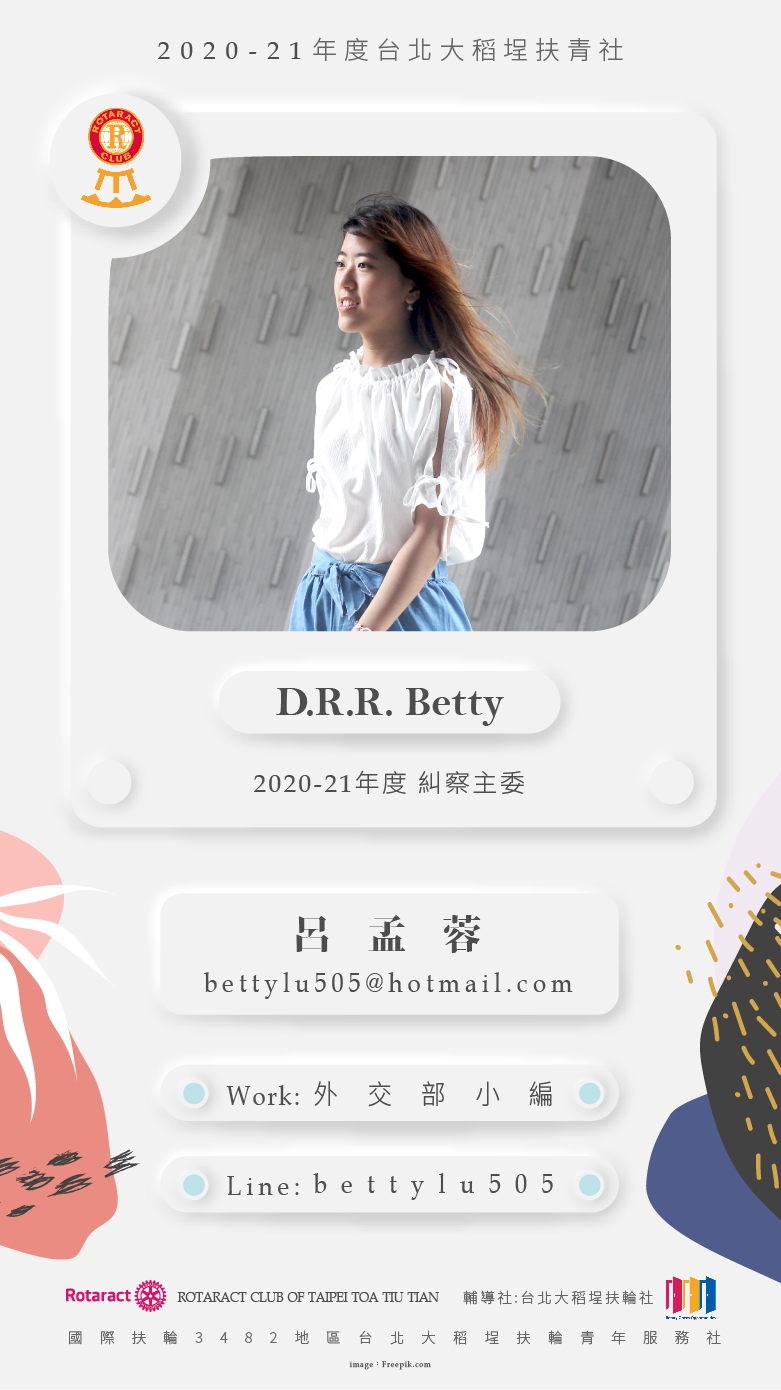 2020-21年度台北大稻埕扶青社
ROTARACT
R
CLUB
D.R.R. Betty
2020-21年度 糾察主委
呂孟蓉
bettylu505@hotmail.com
Work: 外交部小編
Line: bettylu505
Rotaract ROTARACT CLUB OF TAIPEI TOA TIU TIAN 輔導社:台北大稻埕扶輪社
Rotary Opens Opportunities
國際扶輪3482地區台北大稻埕扶輪青年服務社
image : Freepik.com